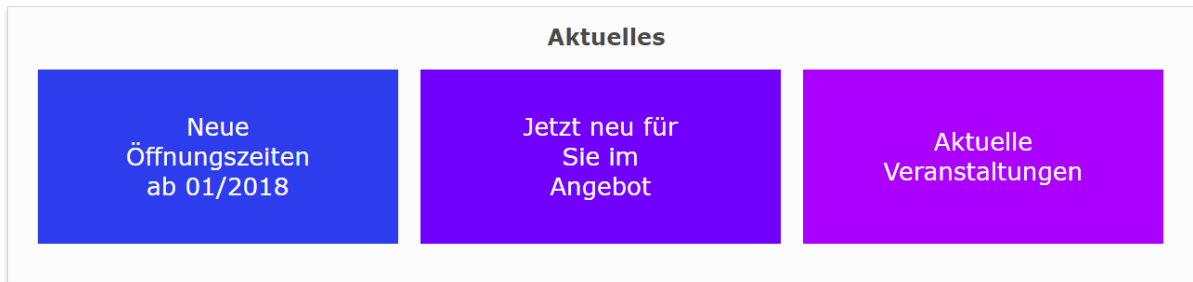 Aktuelles
Neue
Öffnungszeiten
ab 01/2018
Jetzt neu für
Sie im
Angebot
Aktuelle
Veranstaltungen